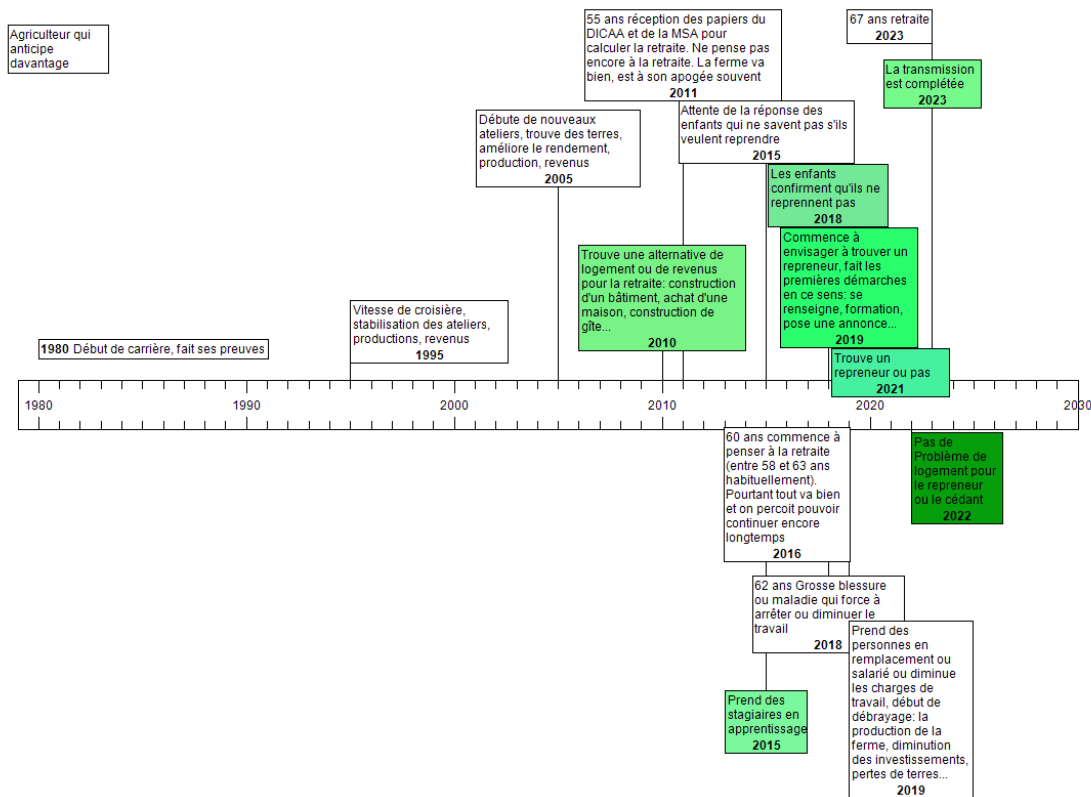 Agriculteur qui
anticipe
davantage
55 ans réception des papiers du
DICAA et de la MSA pour
calculer la retraite. Ne pense pas
encore à la retraite. La ferme va
bien, est à son apogée souvent
2011
67 ans retraite
2023
La transmission
est complétée
2023
Débute de nouveaux
ateliers, trouve des terres,
améliore le rendement,
production, revenus
2005
Attente de la réponse des
enfants qui ne savent pas s'ils
veulent reprendre
2015
Les enfants
confirment qu'ils ne
reprennent pas
2018
Trouve une alternative de
logement ou de revenus
pour la retraite: construction
d'un bâtiment, achat d'une
maison, construction de
gîte...
2010
Commence à
envisager à trouver un
repreneur, fait les
premières démarches
en ce sens: se
renseigne, formation,
pose une annonce...
2019
Vitesse de croisière,
stabilisation des ateliers,
productions, revenus
1995
1980 Début de carrière, fait ses preuves
Trouve un
repreneur ou pas
2021
1980 1990 2000 2010 2020 2030
60 ans commence à
penser à la retraite
(entre 58 et 63 ans
habituellement).
Pourtant tout va bien
et on percoit pouvoir
continuer encore
longtemps
2016
Pas de
Problème de
logement pour
le repreneur
ou le cédant
2022
62 ans Grosse blessure
ou maladie qui force à
arrêter ou diminuer le
travail
2018
Prend des
personnes en
remplacement ou
salarié ou diminue
les charges de
travail, début de
débrayage: la
production de la
ferme, diminution
des investissements,
pertes de terres...
2019
Prend des
stagiaires en
apprentissage
2015